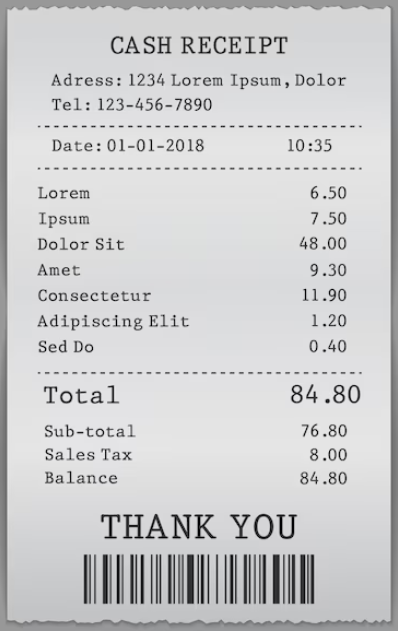 CASH RECEIPT
Adress: 1234 Lorem Ipsum, Dolor
Tel: 123-456-7890
Date: 01-01-2018 10:35
Lorem 6.50
Ipsum 7.50
Dolor Sit 48.00
Amet 9.30
Consectetur 11.90
Adipiscing Elit 1.20
Sed Do 0.40
Total 84.80
Sub-total 76.80
Sales Tax 8.00
Balance 84.80
THANK YOU